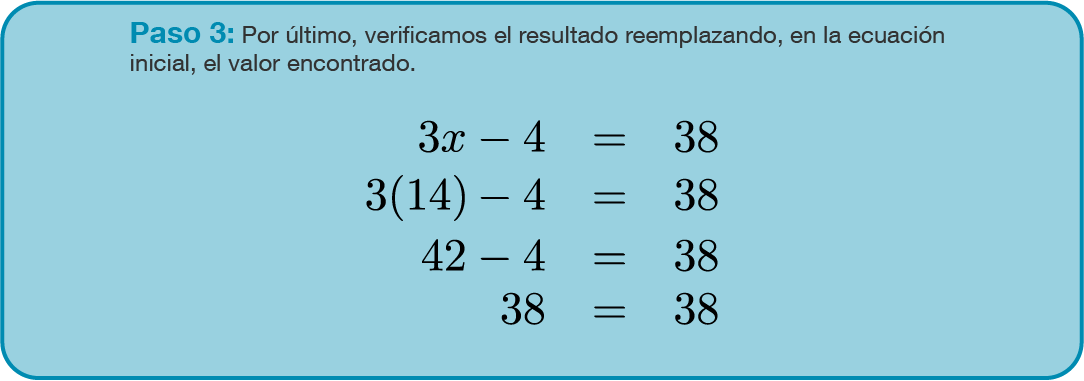 Paso 3: Por último, verificamos el resultado reemplazando, en la ecuación
inicial, el valor encontrado.
3x − 4 = 38
3(14) − 4 = 38
42 − 4 = 38
38 = 38